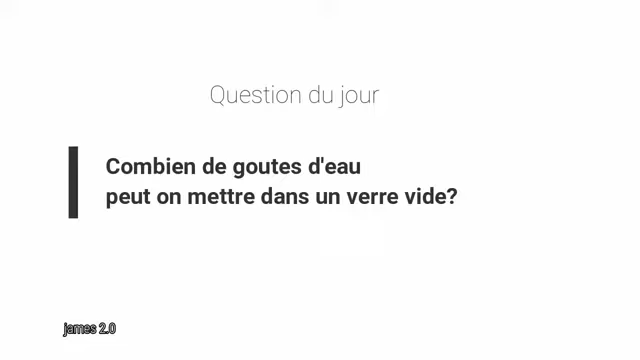 Question du jour
Combien de goutes d'eau
peut on mettre dans un verre vide?
james 2.0